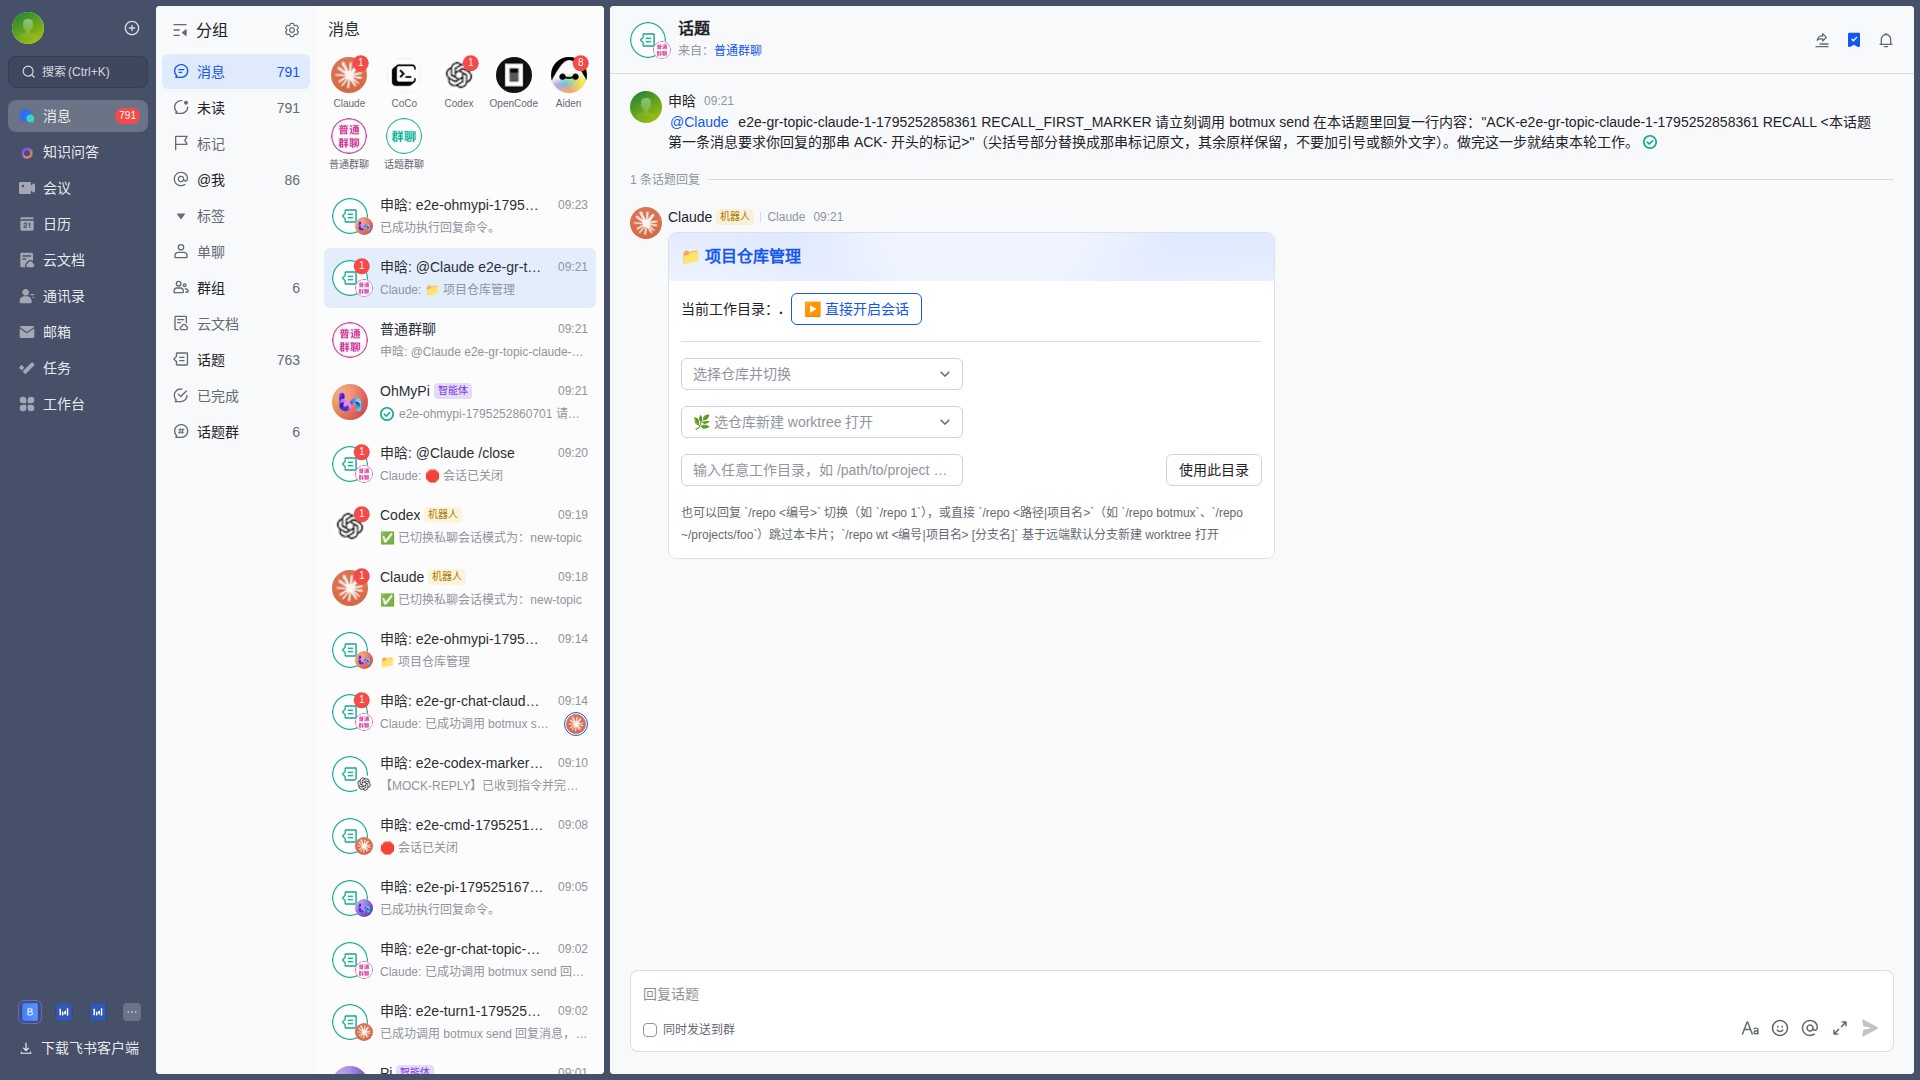 搜索 (Ctrl+K)
消息 791
知识问答
会议
日历
云文档
通讯录
邮箱
任务
工作台
下载飞书客户端
分组
消息 791
未读 791
标记
@我 86
标签
单聊
群组 6
云文档
话题 763
已完成
话题群 6
消息
1 1 8
Claude CoCo Codex OpenCode Aiden
普通群聊 群聊
普通群聊 话题群聊
申晗: e2e-ohmypi-1795… 09:23
已成功执行回复命令。
1
申晗: @Claude e2e-gr-t… 09:21
Claude: 📁 项目仓库管理
普通群聊
普通群聊 09:21
申晗: @Claude e2e-gr-topic-claude-…
OhMyPi 智能体 09:21
e2e-ohmypi-1795252860701 请…
1
申晗: @Claude /close 09:20
Claude: 🛑 会话已关闭
1
Codex 机器人 09:19
✅ 已切换私聊会话模式为：new-topic
1
Claude 机器人 09:18
✅ 已切换私聊会话模式为：new-topic
申晗: e2e-ohmypi-1795… 09:14
📁 项目仓库管理
1
申晗: e2e-gr-chat-claud… 09:14
Claude: 已成功调用 botmux s…
申晗: e2e-codex-marker… 09:10
【MOCK-REPLY】已收到指令并完…
申晗: e2e-cmd-1795251… 09:08
🛑 会话已关闭
申晗: e2e-pi-179525167… 09:05
已成功执行回复命令。
申晗: e2e-gr-chat-topic-… 09:02
Claude: 已成功调用 botmux send 回…
申晗: e2e-turn1-179525… 09:02
已成功调用 botmux send 回复消息，…
Pi 智能体 09:01
话题
来自：普通群聊
申晗 09:21
@Claude e2e-gr-topic-claude-1-1795252858361 RECALL_FIRST_MARKER 请立刻调用 botmux send 在本话题里回复一行内容："ACK-e2e-gr-topic-claude-1-1795252858361 RECALL <本话题
第一条消息要求你回复的那串 ACK- 开头的标记>"（尖括号部分替换成那串标记原文，其余原样保留，不要加引号或额外文字）。做完这一步就结束本轮工作。
1 条话题回复
Claude 机器人 | Claude 09:21
📁 项目仓库管理
当前工作目录：. ▶️ 直接开启会话
选择仓库并切换
🌿 选仓库新建 worktree 打开
输入任意工作目录，如 /path/to/project … 使用此目录
也可以回复 `/repo <编号>` 切换（如 `/repo 1`），或直接 `/repo <路径|项目名>`（如 `/repo botmux`、`/repo
~/projects/foo`）跳过本卡片；`/repo wt <编号|项目名> [分支名]` 基于远端默认分支新建 worktree 打开
回复话题
同时发送到群